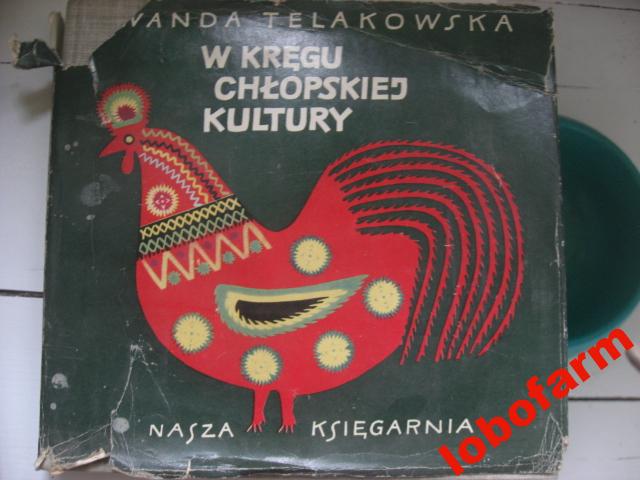 WANDA TELAKOWSKA
W KRĘGU
CHŁOPSKIEJ
KULTURY
NASZA KSIĘGARNIA
lobofarm